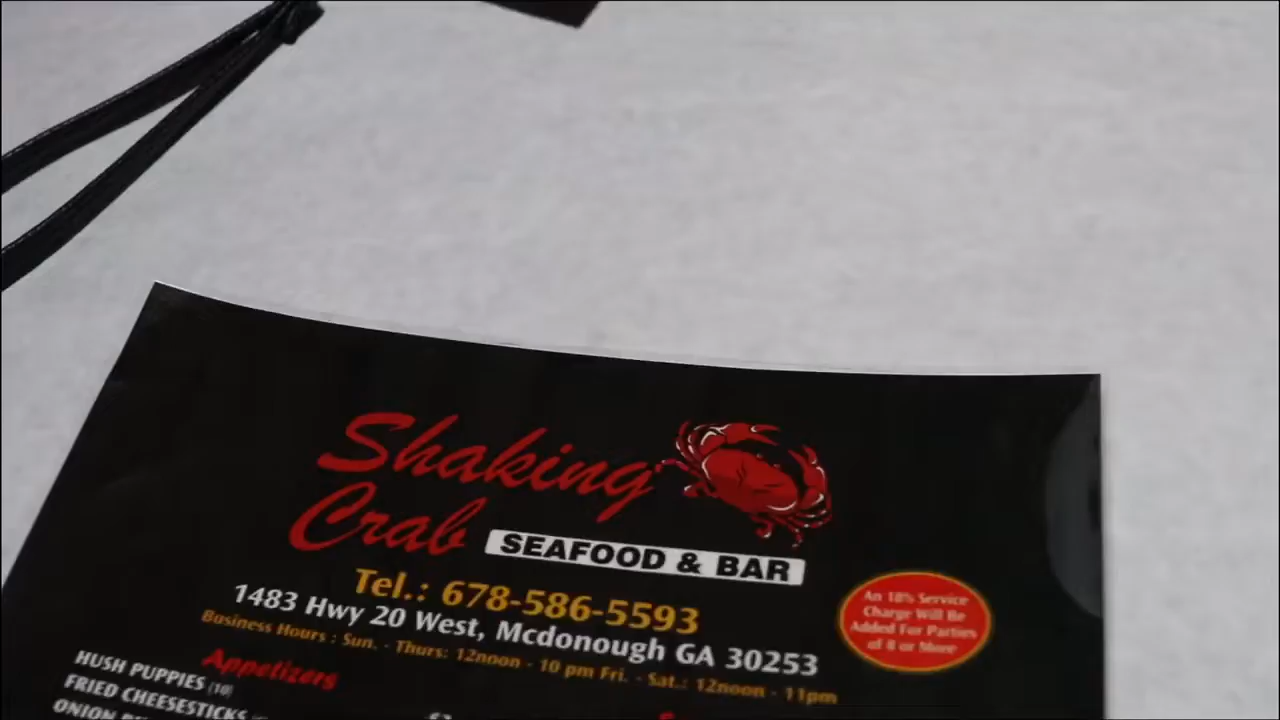 Shaking
Crab
SEAFOOD & BAR
Tel.: 678-586-5593
1483 Hwy 20 West, Mcdonough GA 30253
Business Hours : Sun. - Thurs: 12noon - 10 pm Fri. - Sat.: 12noon - 11pm
An 18% Service
Charge Will Be
Added For Parties
of 8 or More
Appetizers
HUSH PUPPIES (10)
FRIED CHEESESTICKS
ONION